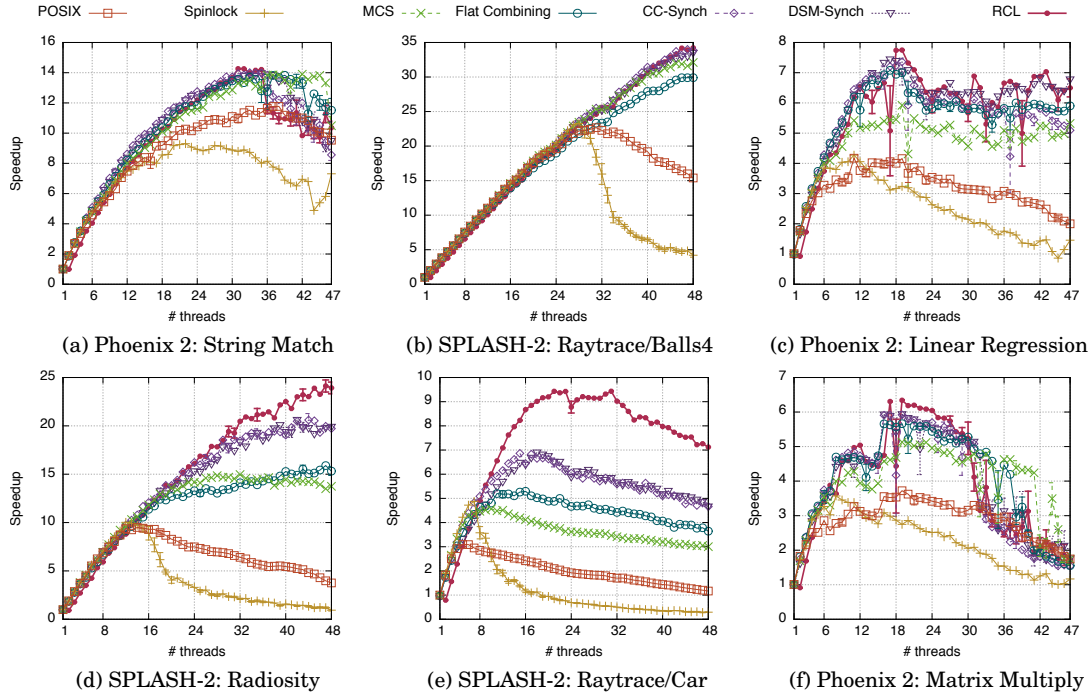 POSIX Spinlock MCS Flat Combining CC-Synch DSM-Synch RCL
16
14
12
10
8
6
4
2
0
Speedup
1 6 12 18 24 30 36 42 47
# threads
(a) Phoenix 2: String Match
35
30
25
20
15
10
5
0
Speedup
1 8 16 24 32 40 48
# threads
(b) SPLASH-2: Raytrace/Balls4
8
7
6
5
4
3
2
1
0
Speedup
1 6 12 18 24 30 36 42 47
# threads
(c) Phoenix 2: Linear Regression
25
20
15
10
5
0
Speedup
1 8 16 24 32 40 48
# threads
(d) SPLASH-2: Radiosity
10
9
8
7
6
5
4
3
2
1
0
Speedup
1 8 16 24 32 40 48
# threads
(e) SPLASH-2: Raytrace/Car
7
6
5
4
3
2
1
0
Speedup
1 6 12 18 24 30 36 42 47
# threads
(f) Phoenix 2: Matrix Multiply